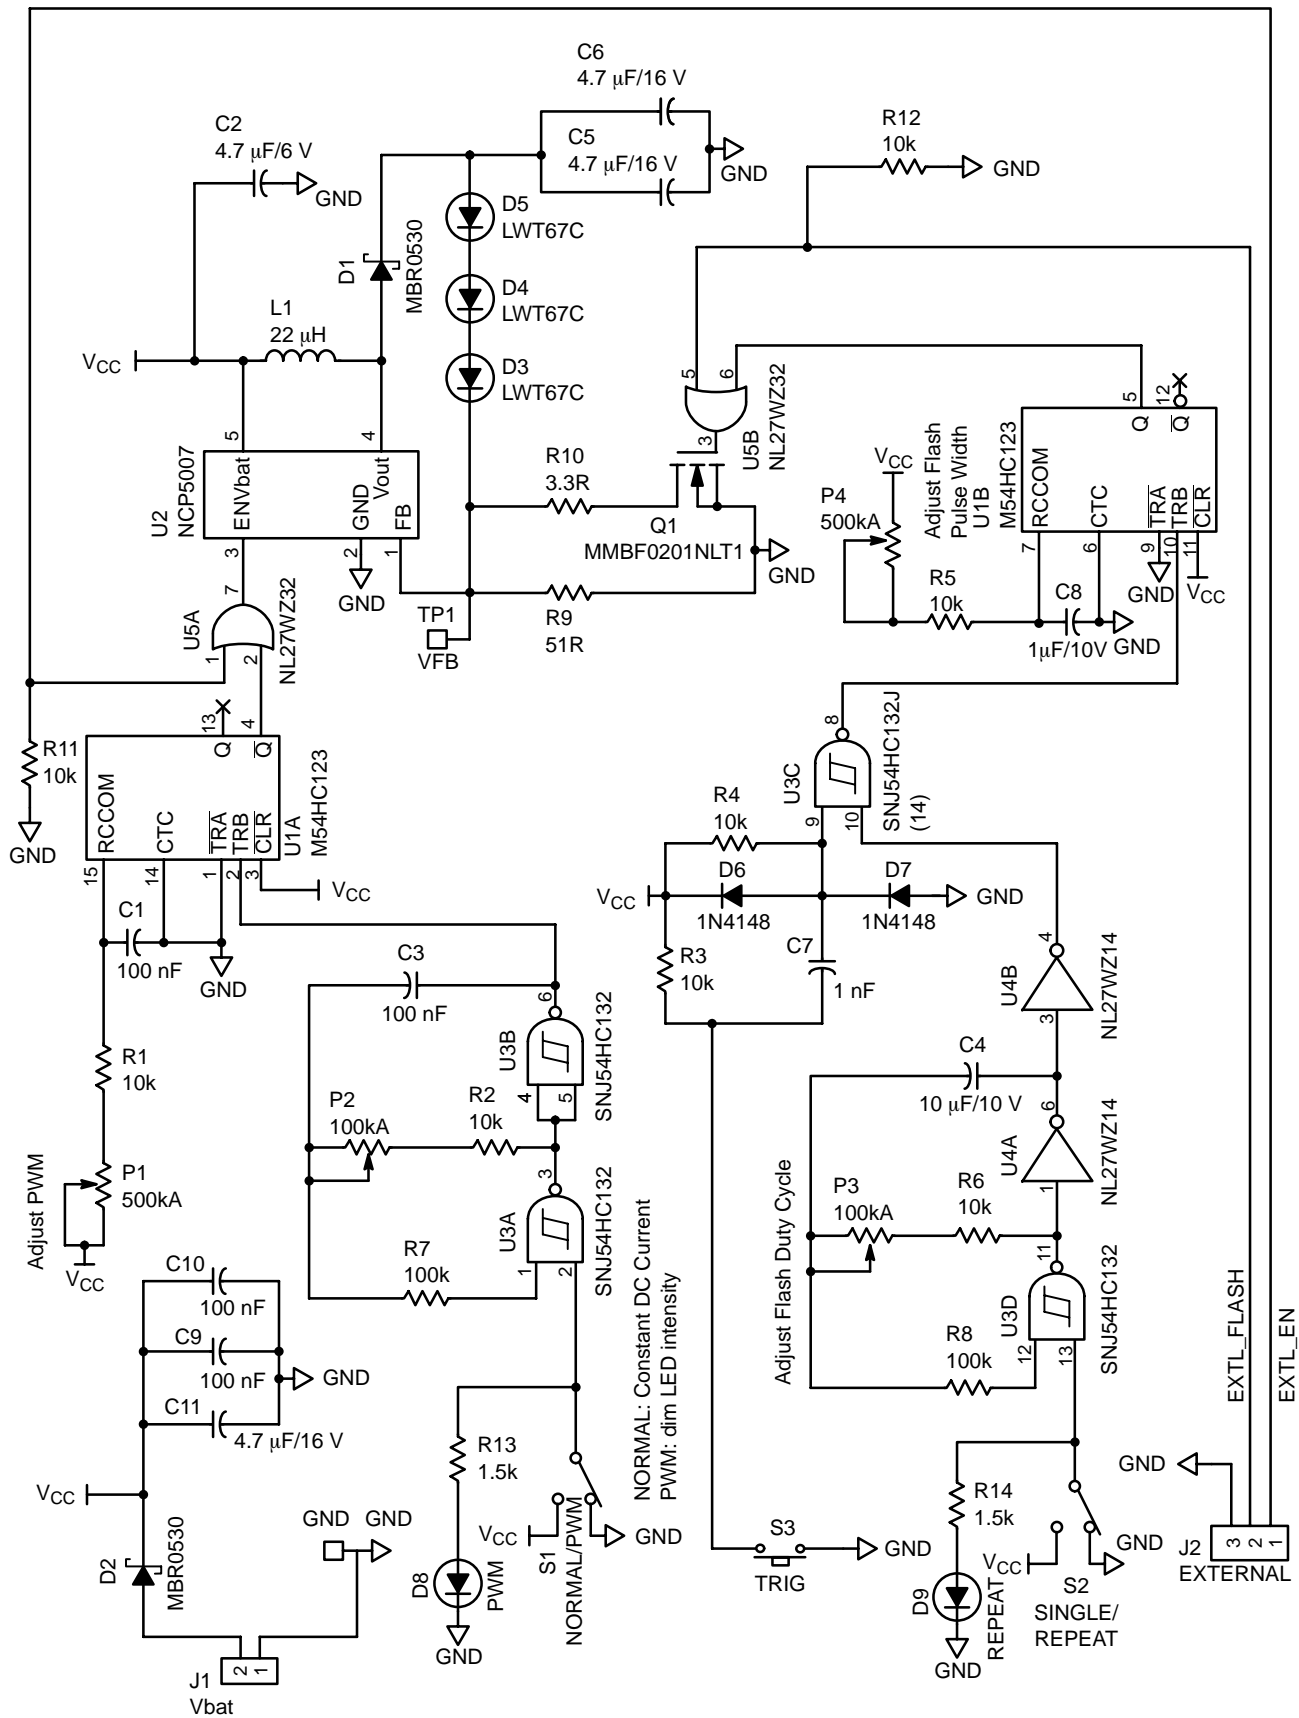 C6
4.7 µF/16 V
C5
4.7 µF/16 V
GND
C2
4.7 µF/6 V
GND
R12
10k
GND
D5
LWT67C
D4
LWT67C
D3
LWT67C
D1
MBR0530
L1
22 µH
VCC
5
4
ENVbat
Vout
GND
FB
U2
NCP5007
3
2
1
GND
7
U5A
NL27WZ32
1
2
R10
3.3R
Q1
MMBF0201NLT1
GND
R9
51R
TP1
VFB
5
6
3
U5B
NL27WZ32
VCC
P4
500kA
Adjust Flash
Pulse Width
U1B
M54HC123
5
12
Q
Q
RCCOM
CTC
TRA
TRB
CLR
7
6
9
10
11
GND
VCC
R5
10k
C8
1µF/10V
GND
R11
10k
GND
13
4
Q
Q
RCCOM
CTC
TRA
TRB
CLR
U1A
M54HC123
15
14
1
2
3
VCC
C1
100 nF
GND
R1
10k
P1
500kA
Adjust PWM
VCC
C3
100 nF
6
U3B
SNJ54HC132
4
5
P2
100kA
R2
10k
3
U3A
SNJ54HC132
1
2
R7
100k
8
U3C
SNJ54HC132J
(14)
9
10
R4
10k
VCC
D6
1N4148
D7
1N4148
GND
R3
10k
C7
1 nF
4
U4B
NL27WZ14
3
C4
10 µF/10 V
6
U4A
NL27WZ14
1
P3
100kA
R6
10k
Adjust Flash Duty Cycle
11
U3D
SNJ54HC132
12
13
R8
100k
C10
100 nF
C9
100 nF
GND
C11
4.7 µF/16 V
VCC
D2
MBR0530
GND
GND
2
1
J1
Vbat
R13
1.5k
D8
PWM
GND
VCC
S1
NORMAL/PWM
GND
NORMAL: Constant DC Current
PWM: dim LED intensity
S3
TRIG
GND
R14
1.5k
D9
REPEAT
GND
VCC
GND
S2
SINGLE/
REPEAT
GND
EXTL_FLASH
EXTL_EN
3
2
1
J2
EXTERNAL